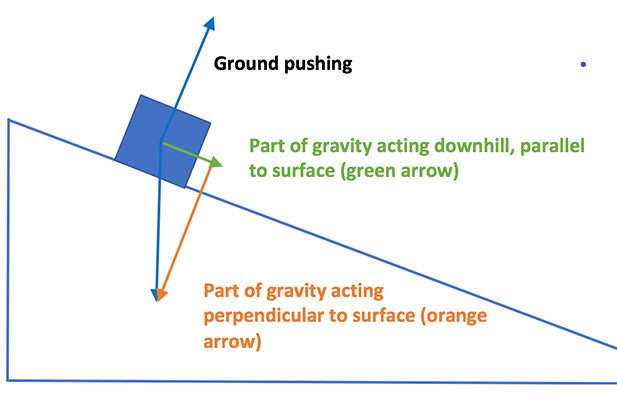 Ground pushing
Part of gravity acting downhill, parallel
to surface (green arrow)
Part of gravity acting
perpendicular to surface (orange
arrow)